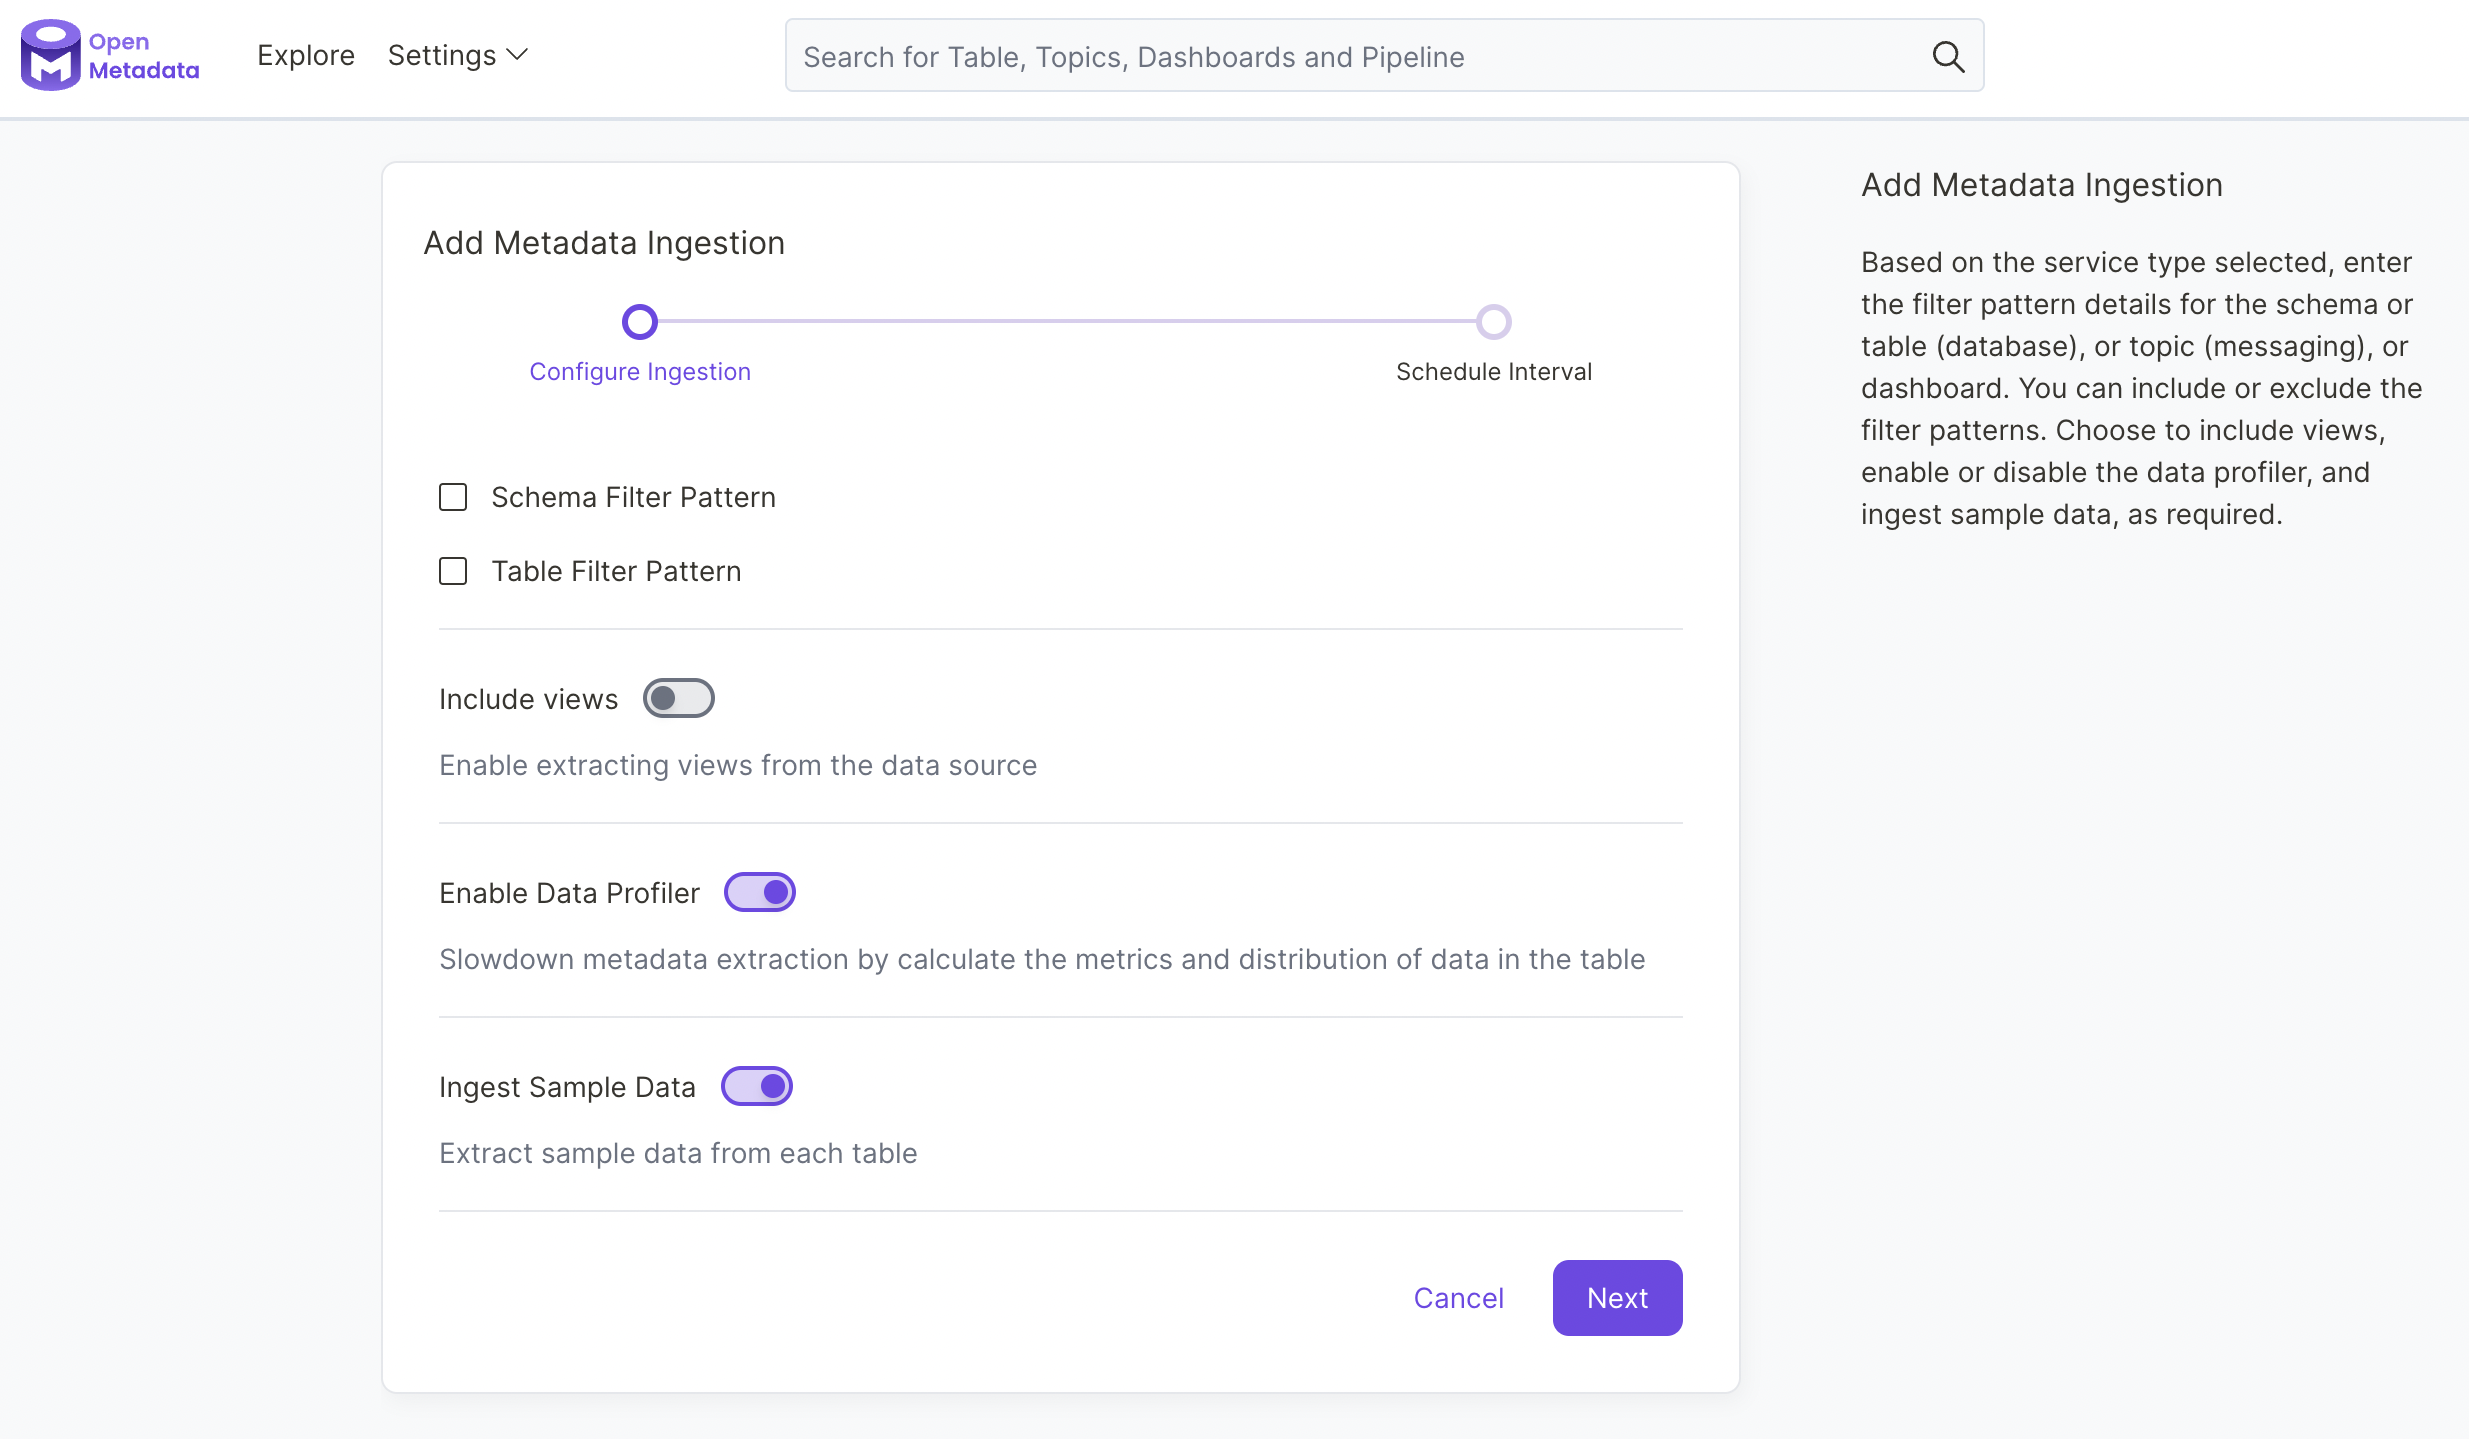 Open
Metadata
Explore
Settings
Search for Table, Topics, Dashboards and Pipeline
Add Metadata Ingestion
Configure Ingestion
Schedule Interval
Schema Filter Pattern
Table Filter Pattern
Include views
Enable extracting views from the data source
Enable Data Profiler
Slowdown metadata extraction by calculate the metrics and distribution of data in the table
Ingest Sample Data
Extract sample data from each table
Cancel
Next
Add Metadata Ingestion
Based on the service type selected, enter
the filter pattern details for the schema or
table (database), or topic (messaging), or
dashboard. You can include or exclude the
filter patterns. Choose to include views,
enable or disable the data profiler, and
ingest sample data, as required.